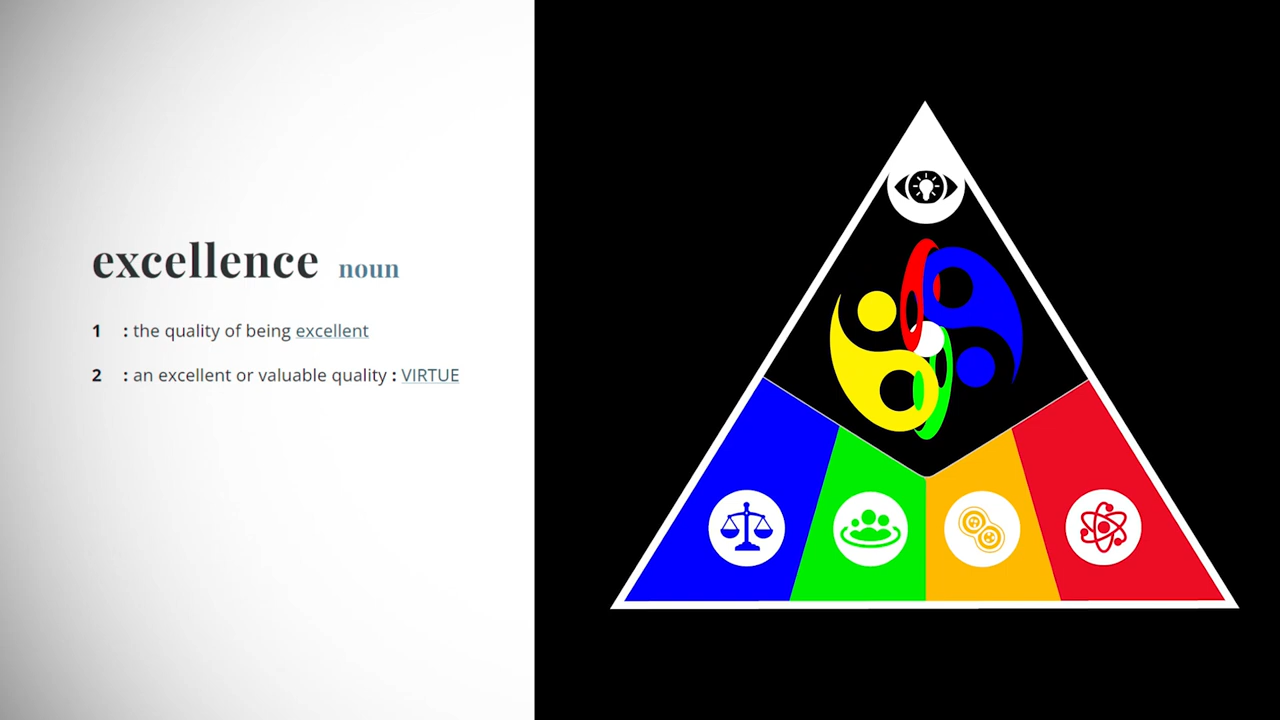 excellence noun
1 : the quality of being excellent
2 : an excellent or valuable quality : VIRTUE